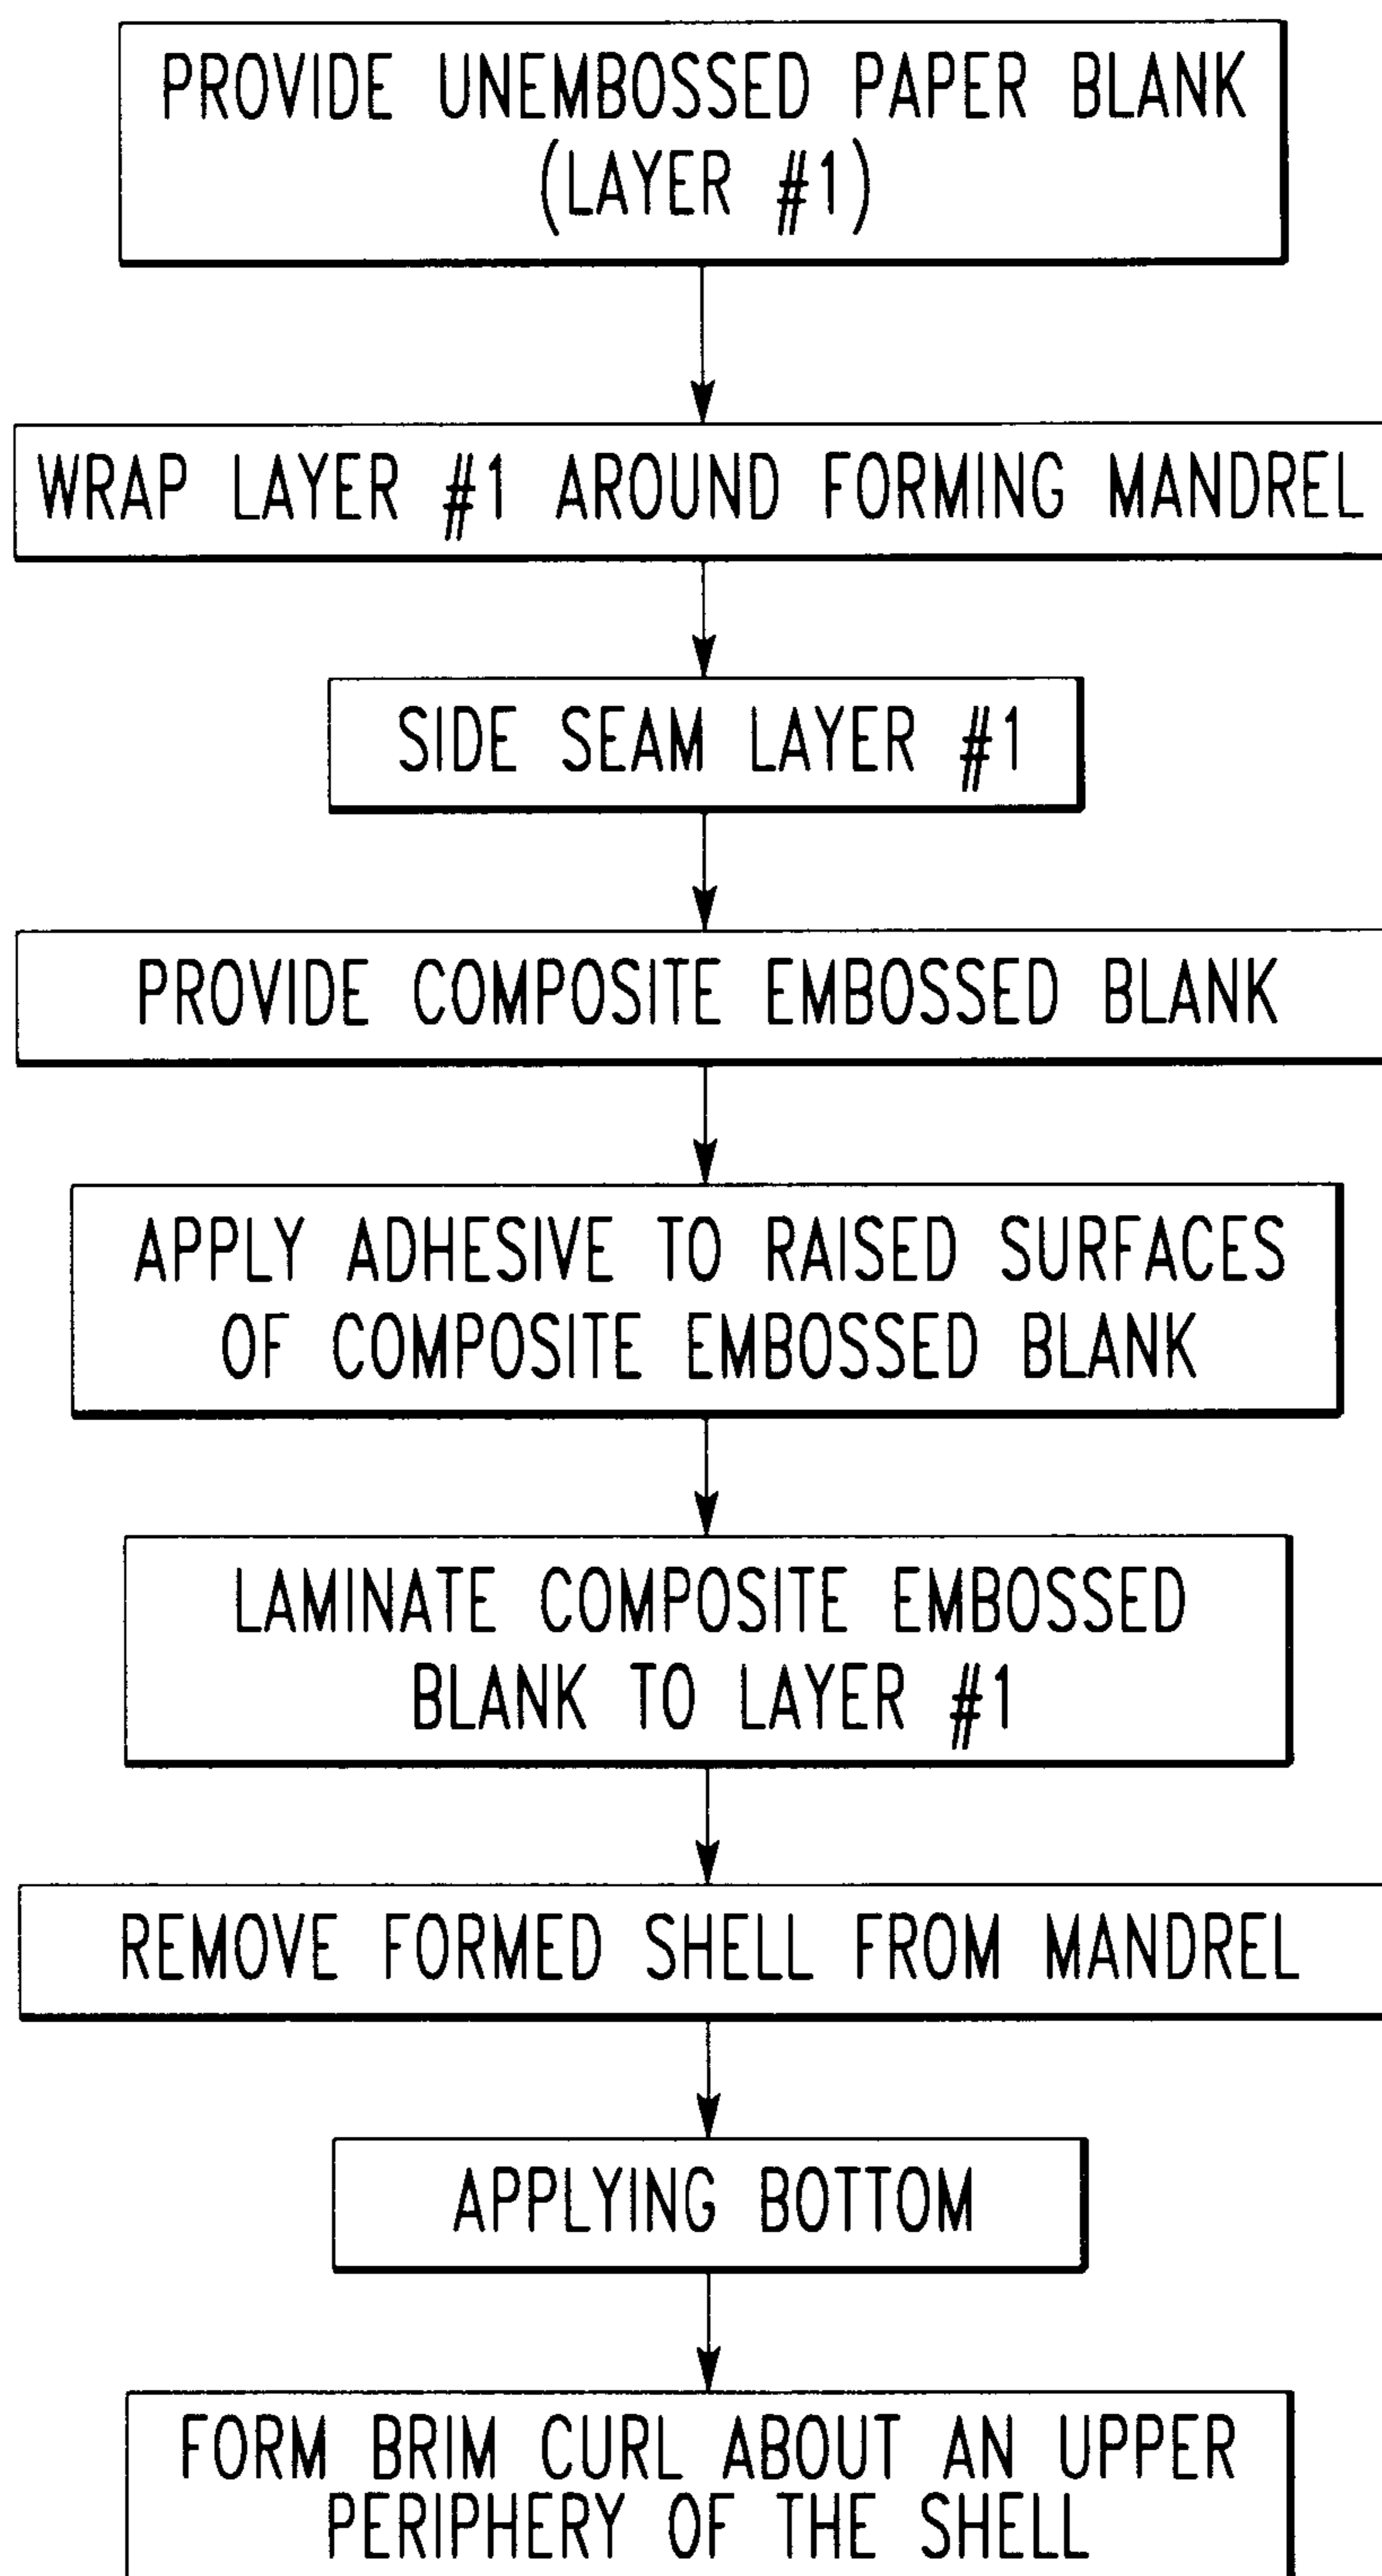 PROVIDE UNEMBOSSED PAPER BLANK
(LAYER #1)
WRAP LAYER #1 AROUND FORMING MANDREL
SIDE SEAM LAYER #1
PROVIDE COMPOSITE EMBOSSED BLANK
APPLY ADHESIVE TO RAISED SURFACES
OF COMPOSITE EMBOSSED BLANK
LAMINATE COMPOSITE EMBOSSED
BLANK TO LAYER #1
REMOVE FORMED SHELL FROM MANDREL
APPLYING BOTTOM
FORM BRIM CURL ABOUT AN UPPER
PERIPHERY OF THE SHELL